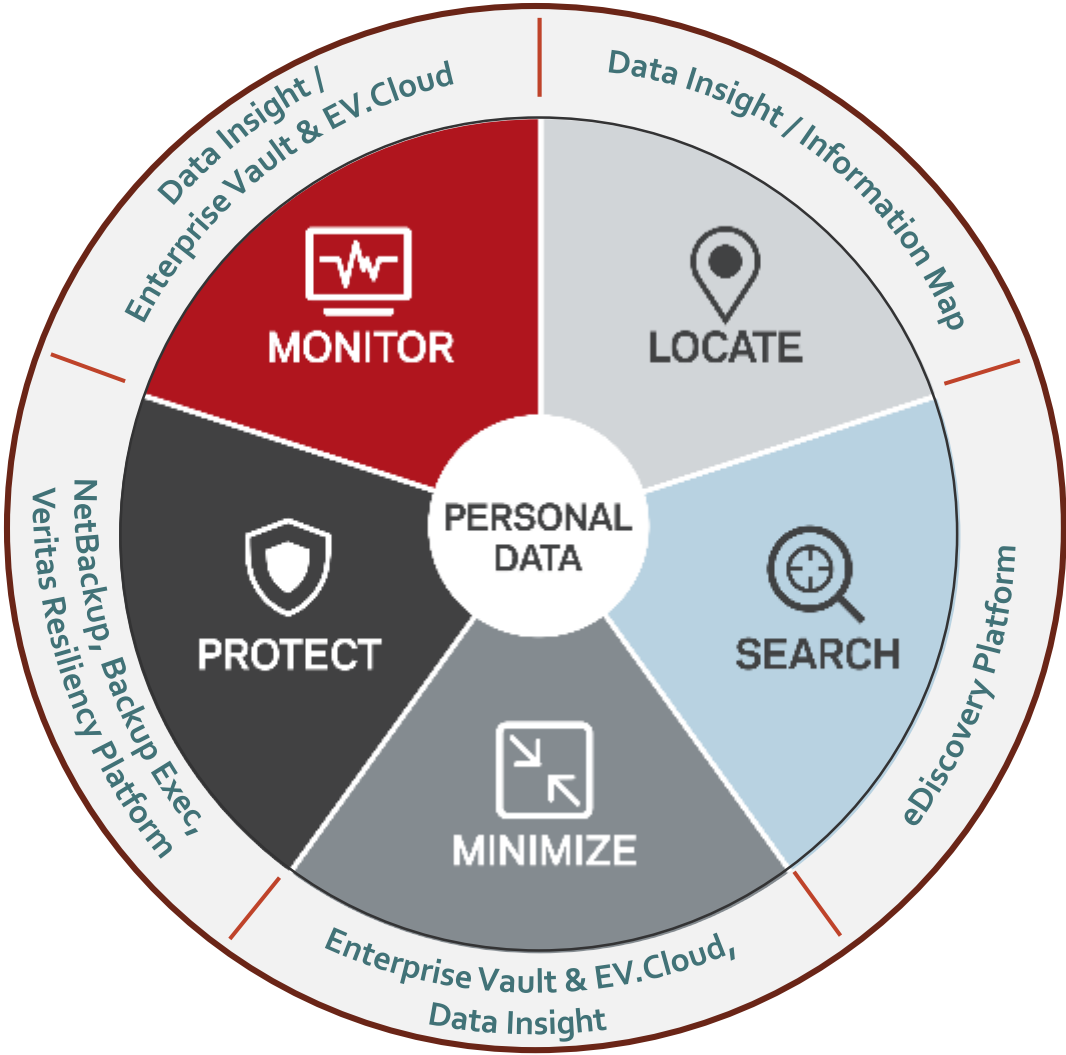 Data Insight /
Enterprise Vault & EV.Cloud
Data Insight / Information Map
MONITOR
LOCATE
PERSONAL
DATA
PROTECT
SEARCH
MINIMIZE
NetBackup, Backup Exec,
Veritas Resiliency Platform
eDiscovery Platform
Enterprise Vault & EV.Cloud,
Data Insight